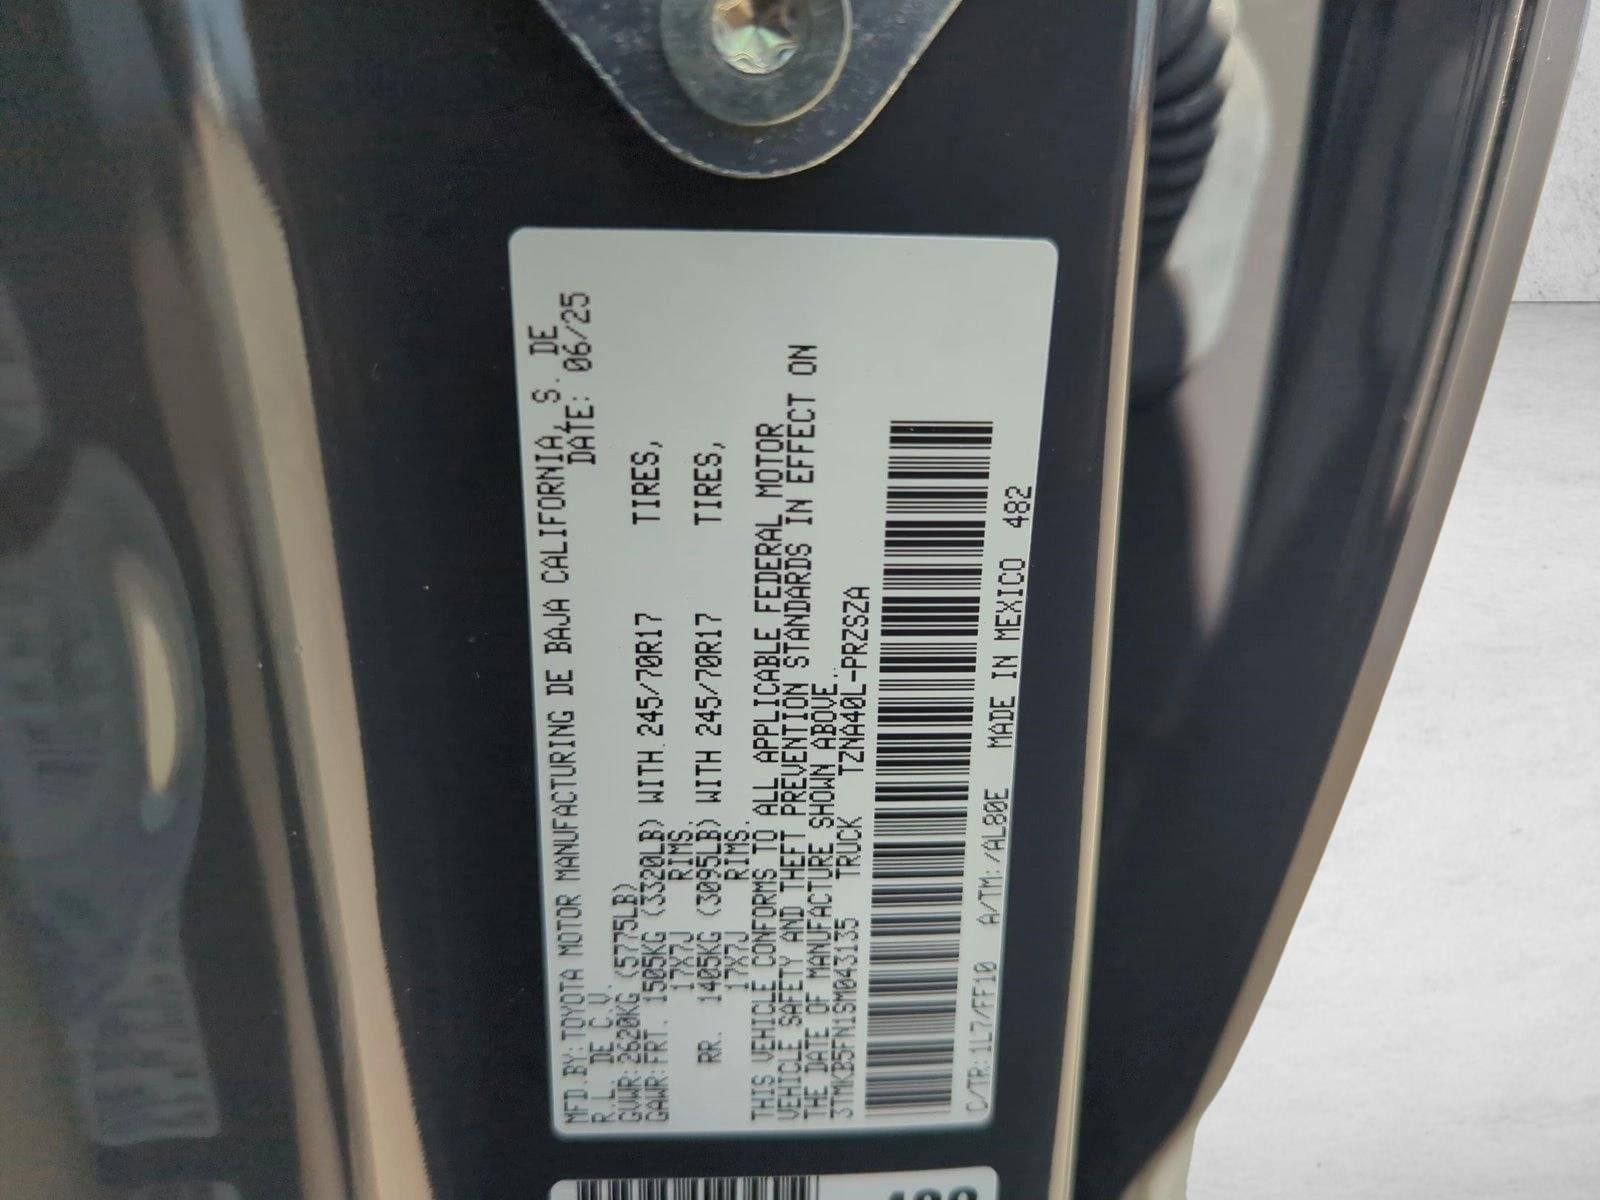 MFD.BY:TOYOTA MOTOR MANUFACTURING DE BAJA CALIFORNIA, S. DE
R.L. DE C.V. DATE: 06/25
GVWR:2620KG (5775LB)
GAWR:FRT. 1505KG (3320LB) WITH 245/70R17 TIRES,
17X7J RIMS.
RR. 1405KG (3095LB) WITH 245/70R17 TIRES,
17X7J RIMS.
THIS VEHICLE CONFORMS TO ALL APPLICABLE FEDERAL MOTOR
VEHICLE SAFETY AND THEFT PREVENTION STANDARDS IN EFFECT ON
THE DATE OF MANUFACTURE SHOWN ABOVE.
3TMKB5FN1SM043135 TRUCK TZNA40L-PRZSZA
C/TR:1L7/FF10 A/TM:/AL80E MADE IN MEXICO 482